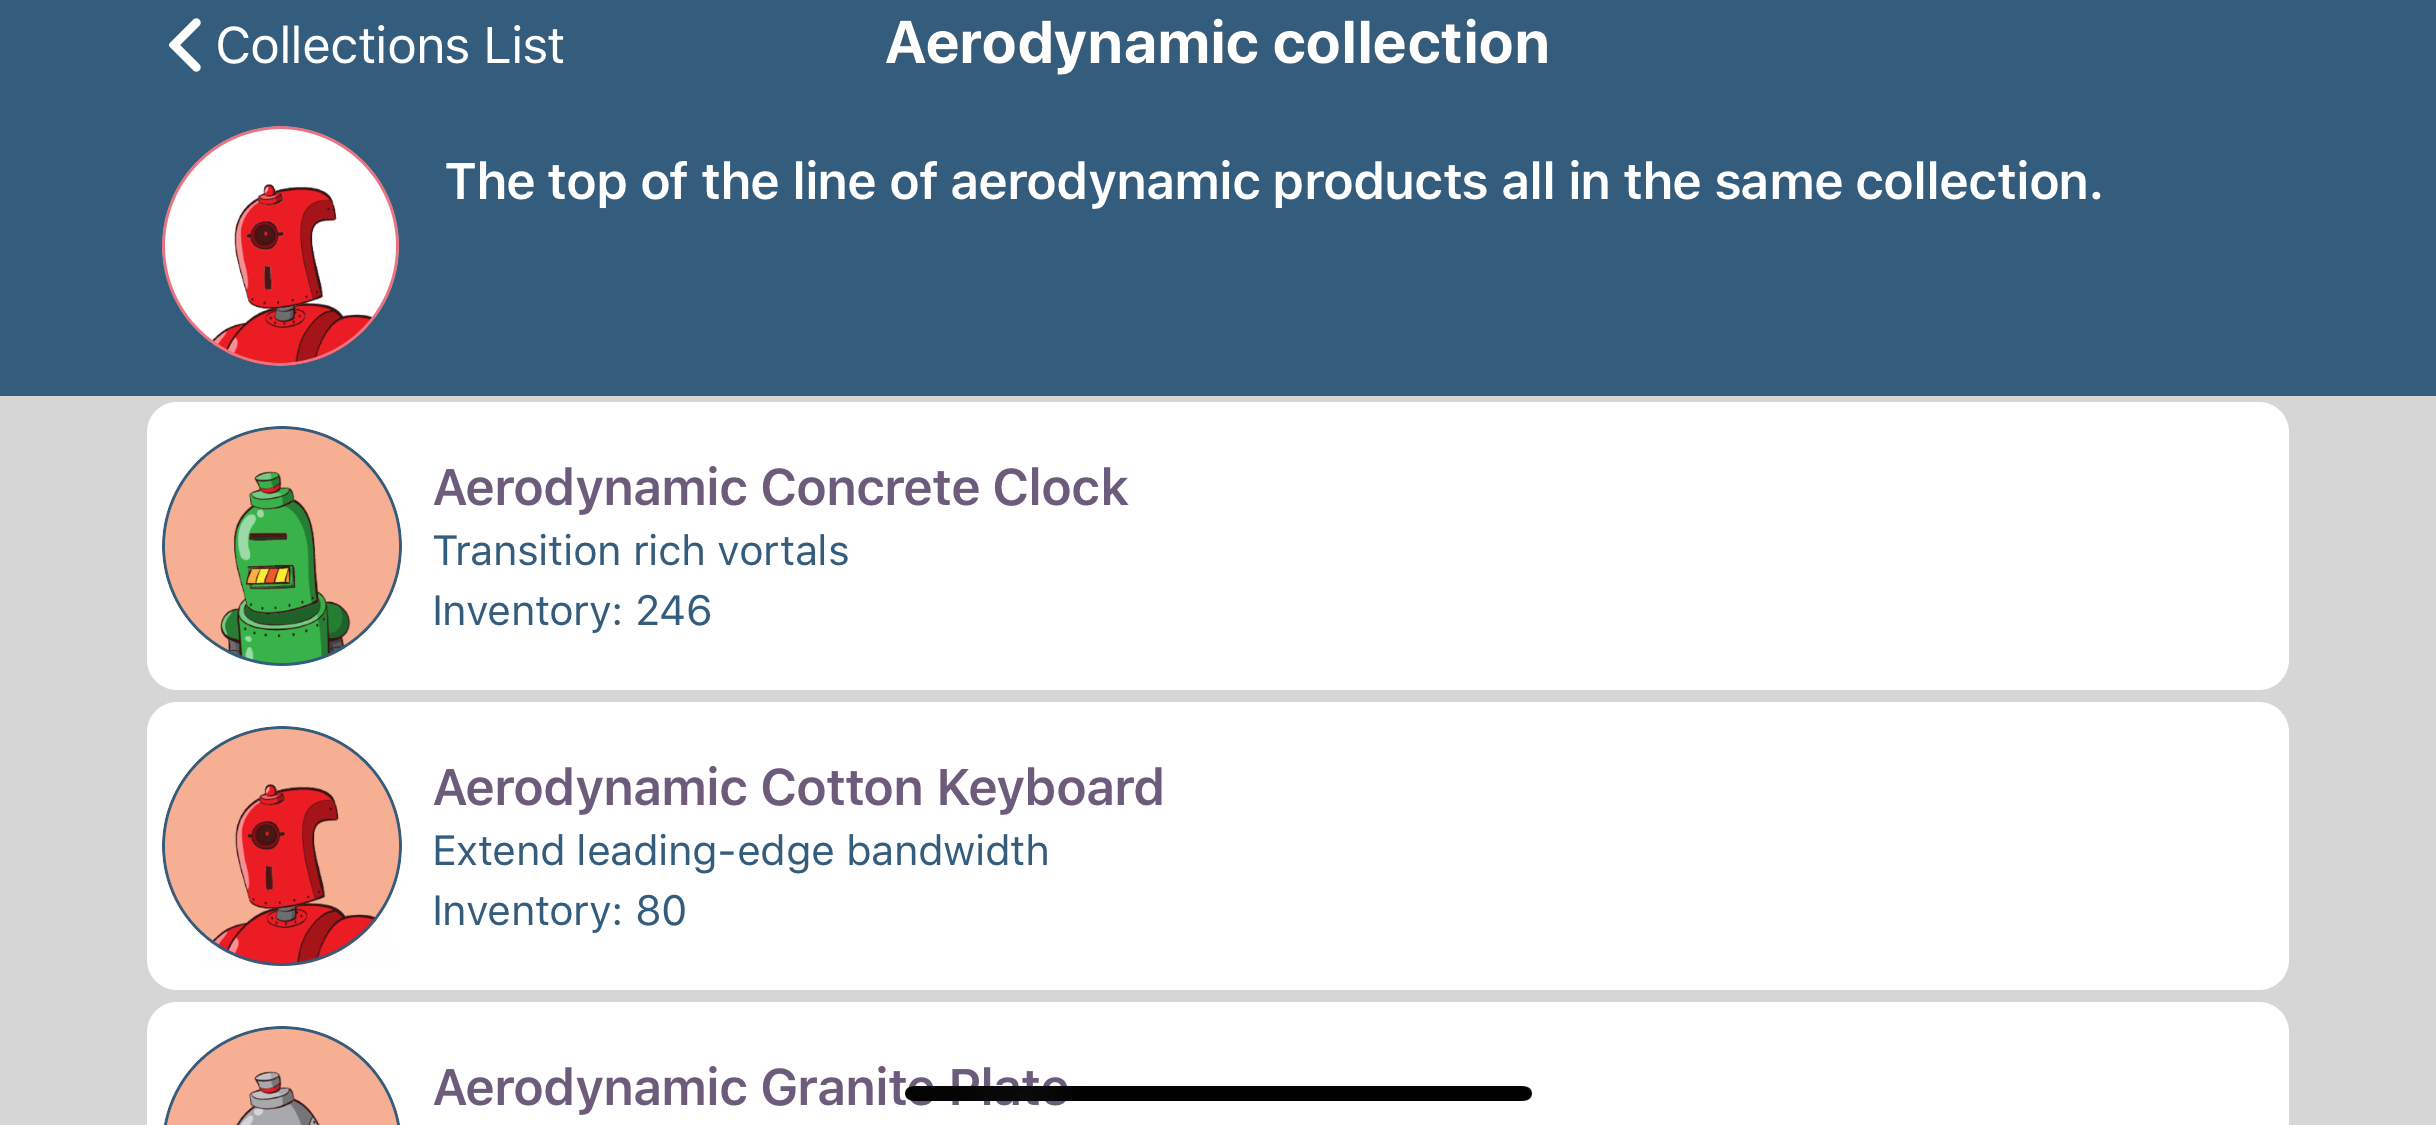 Collections List
Aerodynamic collection
The top of the line of aerodynamic products all in the same collection.
Aerodynamic Concrete Clock
Transition rich vortals
Inventory: 246
Aerodynamic Cotton Keyboard
Extend leading-edge bandwidth
Inventory: 80
Aerodynamic Granite Plate